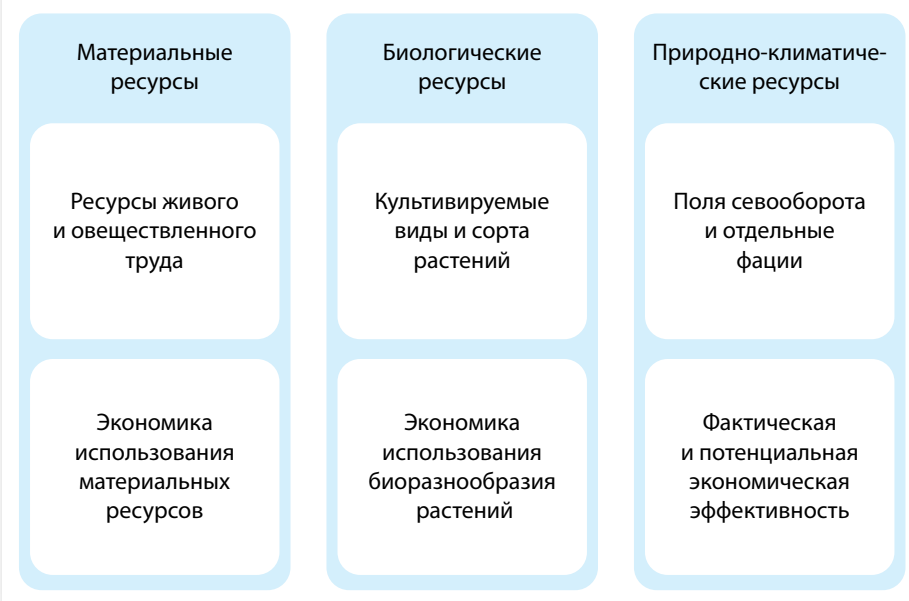 Материальные
ресурсы
Ресурсы живого
и овеществленного
труда
Экономика
использования
материальных
ресурсов
Биологические
ресурсы
Культивируемые
виды и сорта
растений
Экономика
использования
биоразнообразия
растений
Природно-климатиче-
ские ресурсы
Поля севооборота
и отдельные
фации
Фактическая
и потенциальная
экономическая
эффективность